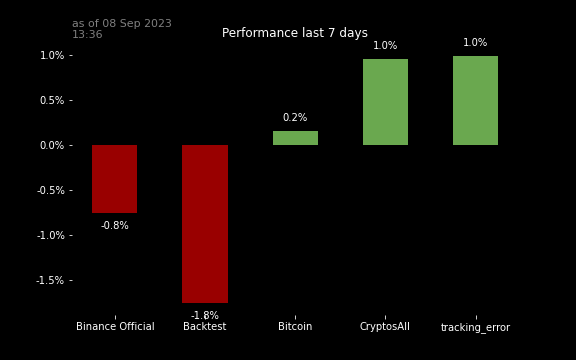 as of 08 Sep 2023
13:36
Performance last 7 days
1.0%
0.5%
0.0%
-0.5%
-1.0%
-1.5%
-0.8%
-1.8%
0.2%
1.0%
1.0%
Binance Official
Backtest
Bitcoin
CryptosAll
tracking_error